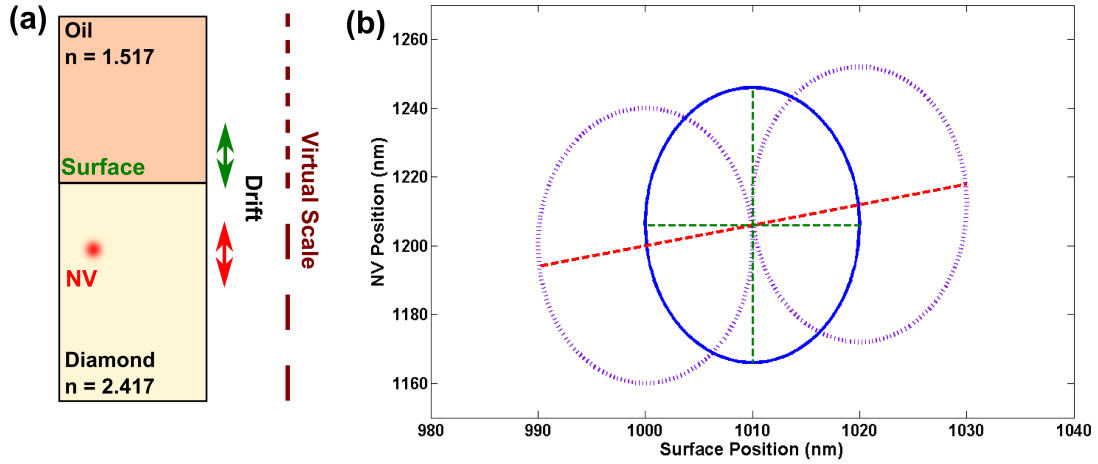 (a)
Oil
n = 1.517
Surface
NV
Diamond
n = 2.417
Drift
Virtual Scale
(b)
NV Position (nm)
1260
1240
1220
1200
1180
1160
980
990
1000
1010
1020
1030
1040
Surface Position (nm)